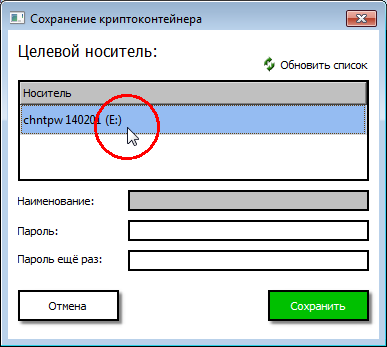 Сохранение криптоконтейнера
Целевой носитель:
Обновить список
Носитель
chntpw 140201 (E:)
Наименование:
Пароль:
Пароль ещё раз:
Отмена
Сохранить